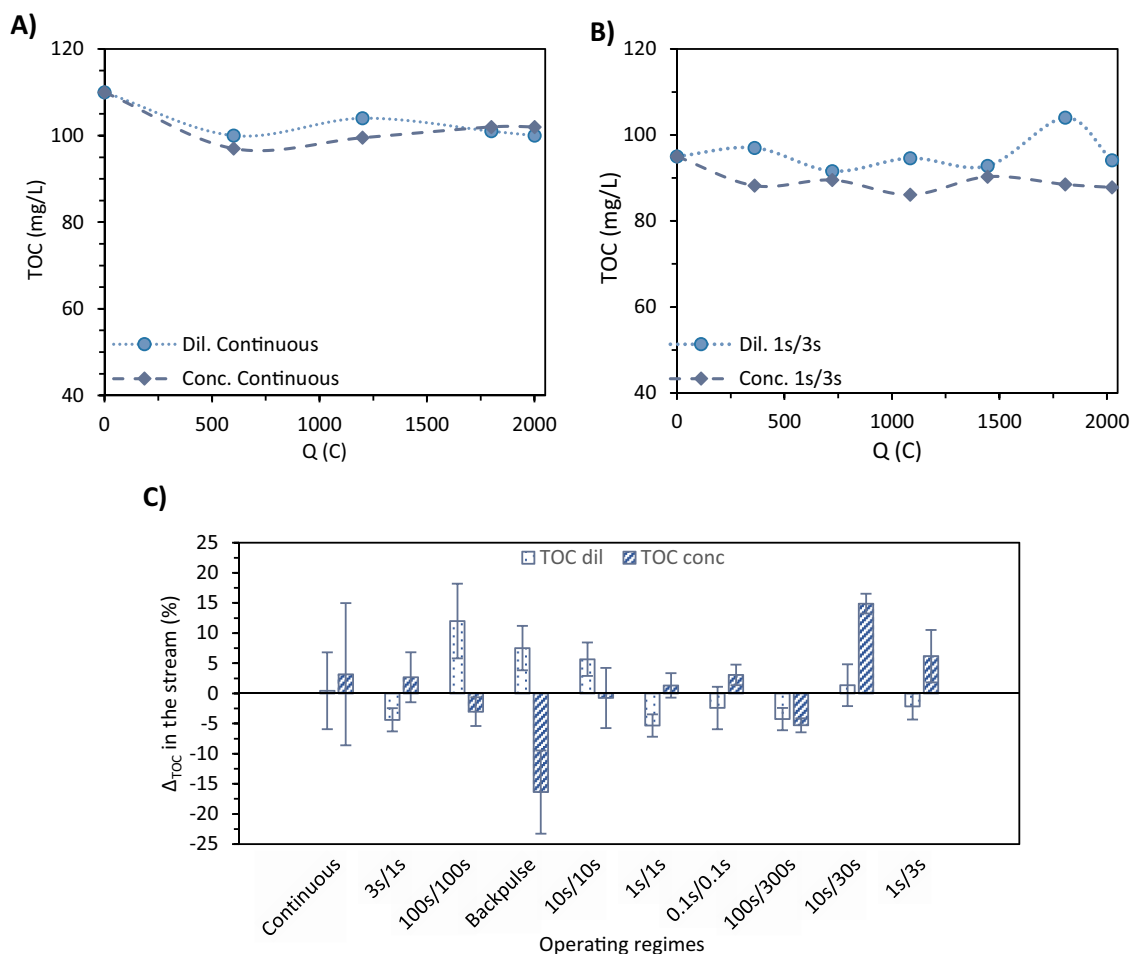 A)
120
100
80
60
40
TOC (mg/L)
Dil. Continuous
Conc. Continuous
0
500
1000
1500
2000
Q (C)
B)
120
100
80
60
40
TOC (mg/L)
Dil. 1s/3s
Conc. 1s/3s
0
500
1000
1500
2000
Q (C)
C)
25
20
15
10
5
0
-5
-10
-15
-20
-25
ΔTOC in the stream (%)
TOC dil
TOC conc
Continuous
3s/1s
100s/100s
Backpulse
10s/10s
1s/1s
0.1s/0.1s
100s/300s
10s/30s
1s/3s
Operating regimes